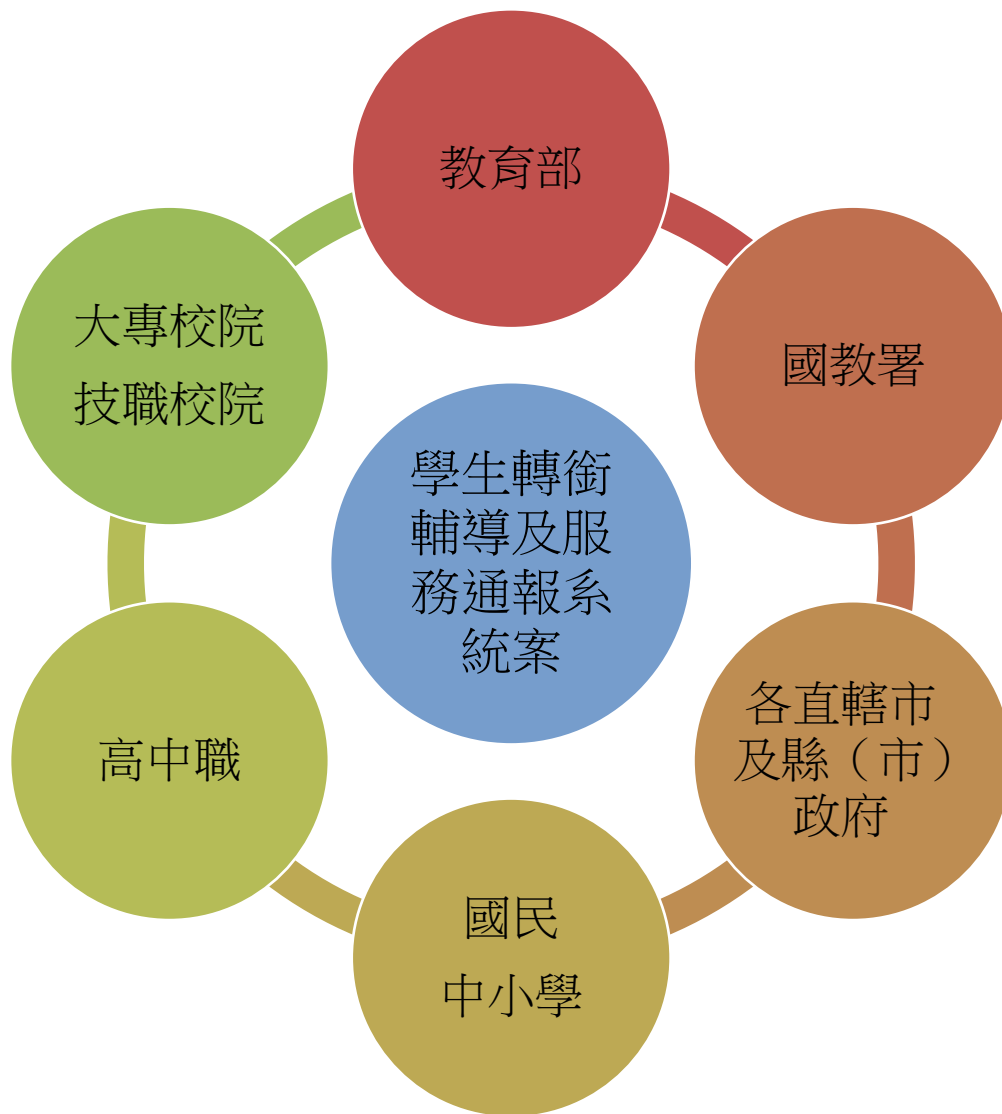 教育部
國教署
各直轄市
及縣（市）
政府
國民
中小學
高中職
大專校院
技職校院
學生轉銜
輔導及服
務通報系
統案